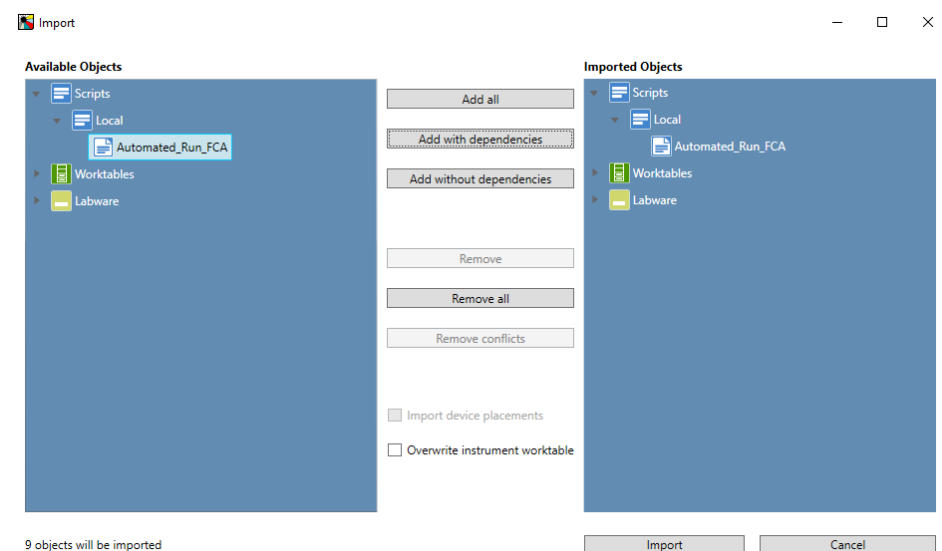 Import
Available Objects
Scripts
Local
Automated_Run_FCA
Worktables
Labware
Add all
Add with dependencies
Add without dependencies
Remove
Remove all
Remove conflicts
Import device placements
Overwrite instrument worktable
Imported Objects
Scripts
Local
Automated_Run_FCA
Worktables
Labware
9 objects will be imported
Import
Cancel